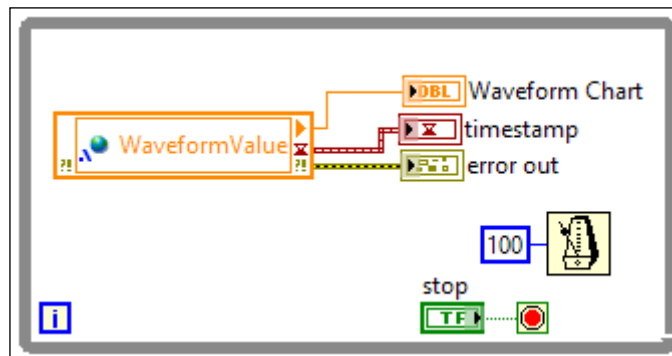 DBL Waveform Chart
WaveformValue
timestamp
?!
?!
error out
100
stop
i
TF